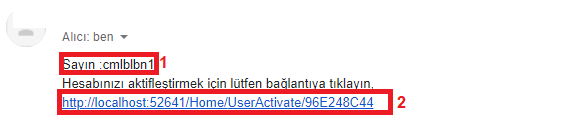 Alıcı: ben
Sayın :cmlblbn1 1
Hesabınızı aktifleştirmek için lütfen bağlantıya tıklayın,
http://localhost:52641/Home/UserActivate/96E248C44 2